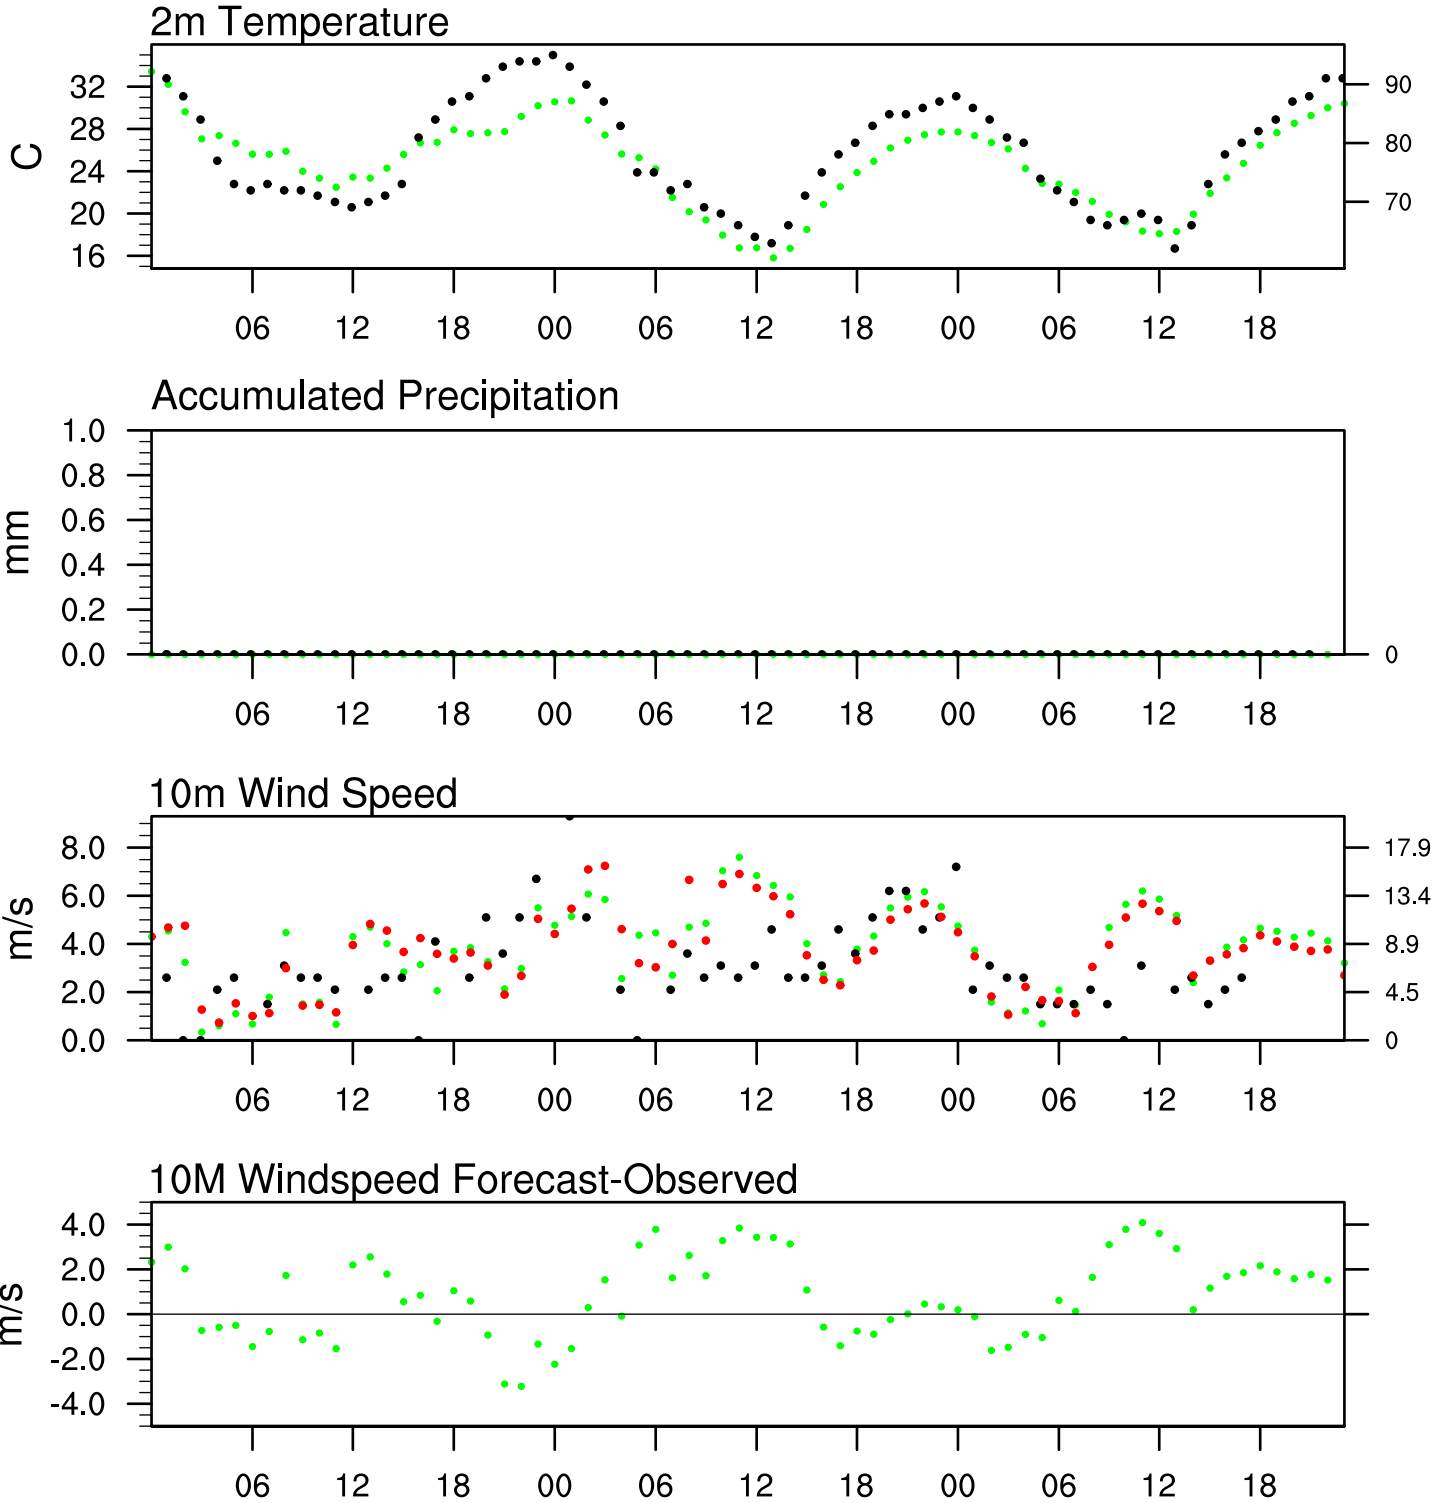 2m Temperature
32
28
24
20
16
C
90
80
70
06 12 18 00 06 12 18 00 06 12 18
Accumulated Precipitation
1.0
0.8
0.6
0.4
0.2
0.0
mm
0
06 12 18 00 06 12 18 00 06 12 18
10m Wind Speed
8.0
6.0
4.0
2.0
0.0
m/s
17.9
13.4
8.9
4.5
0
06 12 18 00 06 12 18 00 06 12 18
10M Windspeed Forecast-Observed
4.0
2.0
0.0
-2.0
-4.0
m/s
06 12 18 00 06 12 18 00 06 12 18